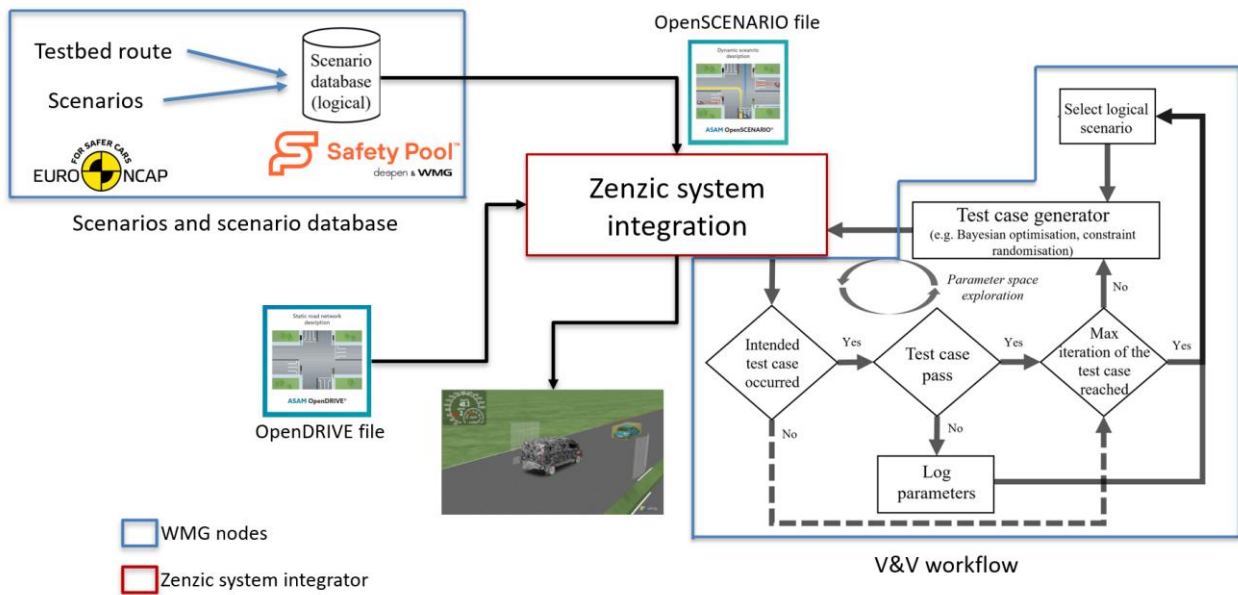 Testbed route
Scenarios
Scenario
database
(logical)
FOR SAFER CARS
EURO NCAP
Safety Pool™
deepen & WMG
Scenarios and scenario database
OpenSCENARIO file
Dynamic scenario
description
ASAM OpenSCENARIO®
Zenzic system
integration
Static road network
description
ASAM OpenDRIVE®
OpenDRIVE file
WMG nodes
Zenzic system integrator
Select logical
scenario
Test case generator
(e.g. Bayesian optimisation, constraint
randomisation)
Parameter space
exploration
No
Intended
test case
occurred
Yes
Test case
pass
Yes
Max
iteration of the
test case
reached
Yes
No
No
Log
parameters
V&V workflow